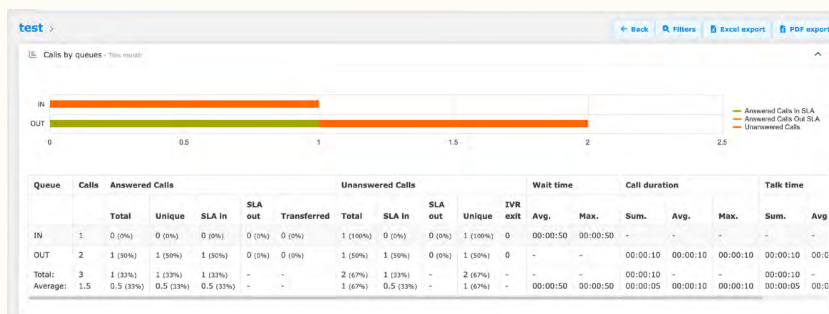 test >
← Back Filters Excel export PDF export
Calls by queues - This month
IN
OUT
0 0.5 1 1.5 2 2.5
Answered Calls In SLA
Answered Calls Out SLA
Unanswered Calls
Queue Calls Answered Calls Unanswered Calls Wait time Call duration Talk time
Total Unique SLA in SLA out Transferred Total SLA in SLA out Unique IVR exit Avg. Max. Sum. Avg. Max. Sum. Avg
IN 1 0 (0%) 0 (0%) 0 (0%) 0 (0%) 0 (0%) 1 (100%) 0 (0%) 0 (0%) 1 (100%) 0 00:00:50 00:00:50 - - - - -
OUT 2 1 (50%) 1 (50%) 1 (50%) 0 (0%) 0 (0%) 1 (50%) 1 (50%) 0 (0%) 1 (50%) 0 - - 00:00:10 00:00:10 00:00:10 00:00:10 00:0
Total: 3 1 (33%) 1 (33%) 1 (33%) - - 2 (67%) 1 (33%) - 2 (67%) - - - 00:00:10 - - 00:00:10 -
Average: 1.5 0.5 (33%) 0.5 (33%) 0.5 (33%) - - 1 (67%) 0.5 (33%) - 1 (67%) - 00:00:50 00:00:50 00:00:05 00:00:10 00:00:10 00:00:05 00:0